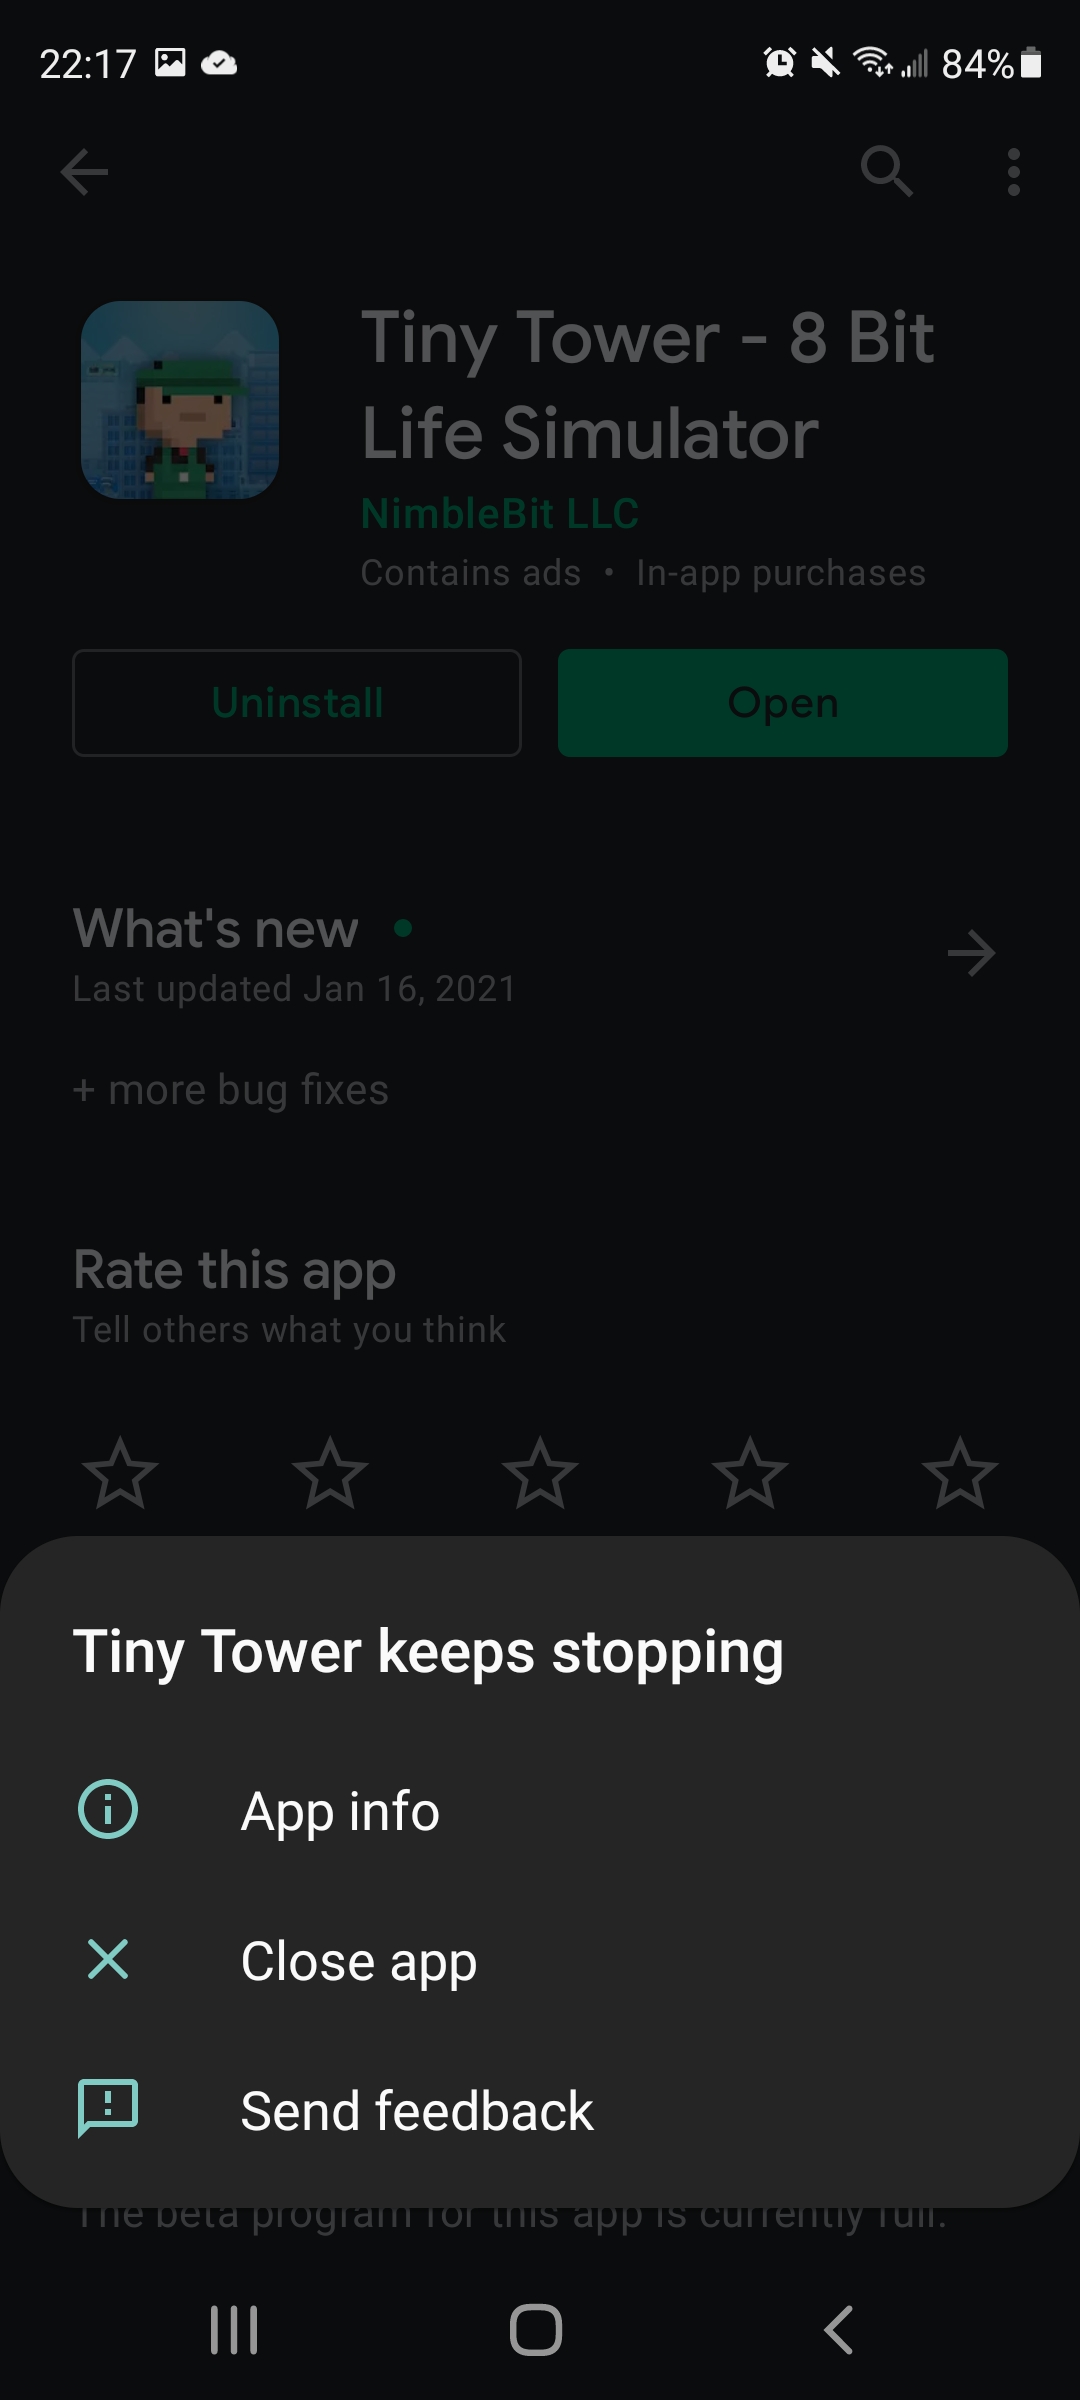 22:17
84%
Tiny Tower - 8 Bit
Life Simulator
NimbleBit LLC
Contains ads • In-app purchases
Uninstall
Open
What's new
Last updated Jan 16, 2021
+ more bug fixes
Rate this app
Tell others what you think
Tiny Tower keeps stopping
App info
Close app
Send feedback
The beta program for this app is currently full.